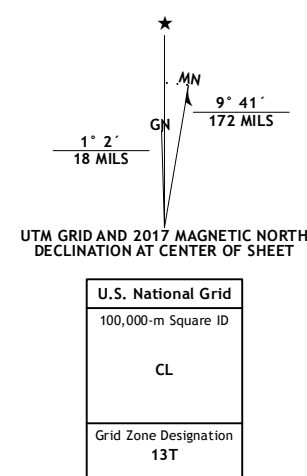 ★
MN
GN
9° 41´
172 MILS
1° 2´
18 MILS
UTM GRID AND 2017 MAGNETIC NORTH
DECLINATION AT CENTER OF SHEET
U.S. National Grid
100,000-m Square ID
CL
Grid Zone Designation
13T